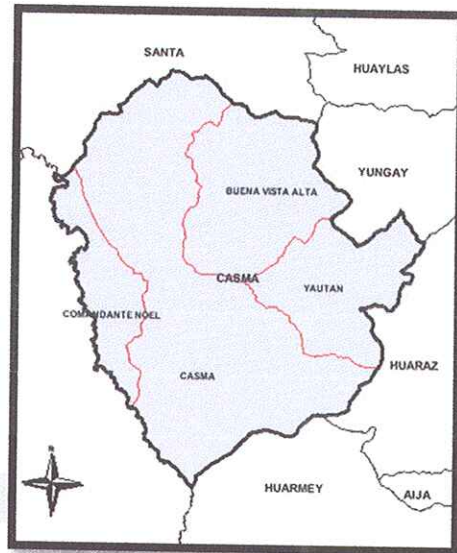 SANTA
HUAYLAS
YUNGAY
BUENA VISTA ALTA
CASMA
YAUTAN
COMANDANTE NOEL
HUARAZ
CASMA
N
HUARMEY
AIJA